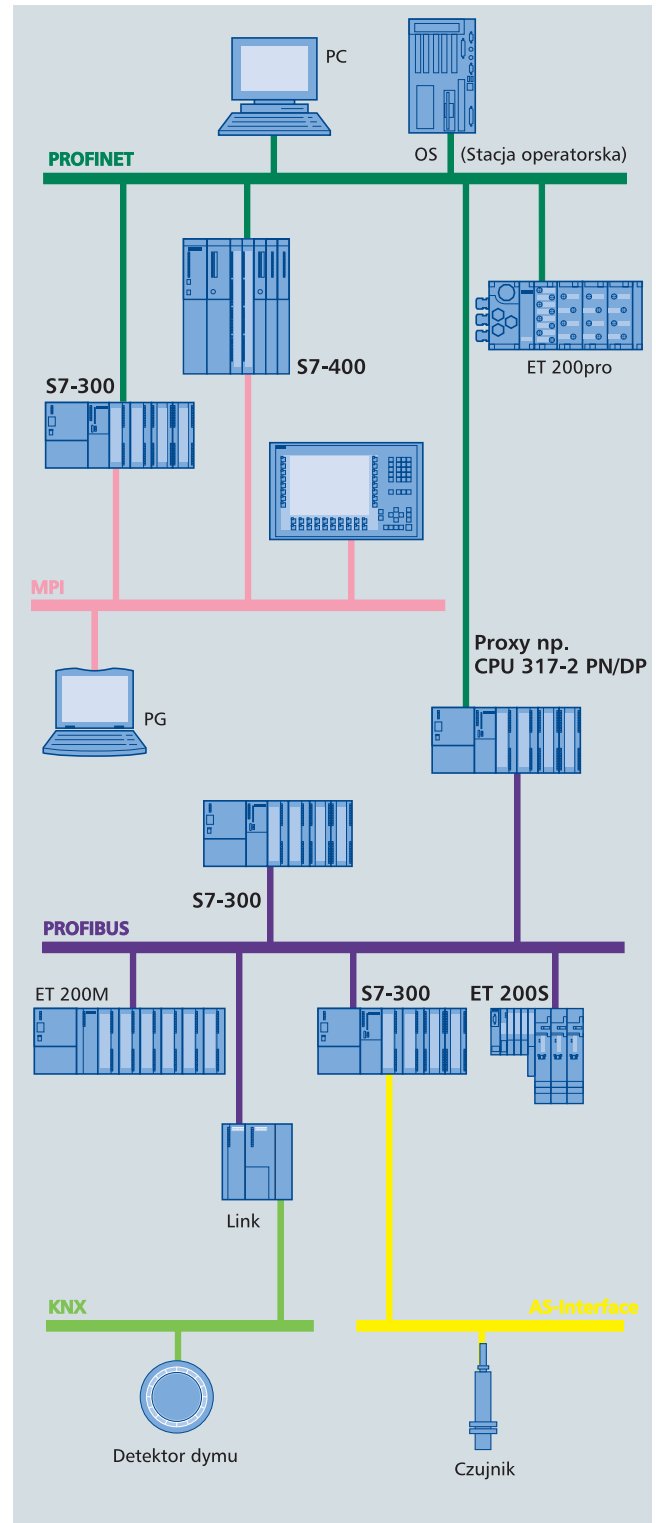 PC
OS (Stacja operatorska)
PROFINET
S7-400
ET 200pro
S7-300
MPI
Proxy np.
CPU 317-2 PN/DP
PG
S7-300
PROFIBUS
ET 200M
S7-300
ET 200S
Link
KNX
AS-Interface
Detektor dymu
Czujnik